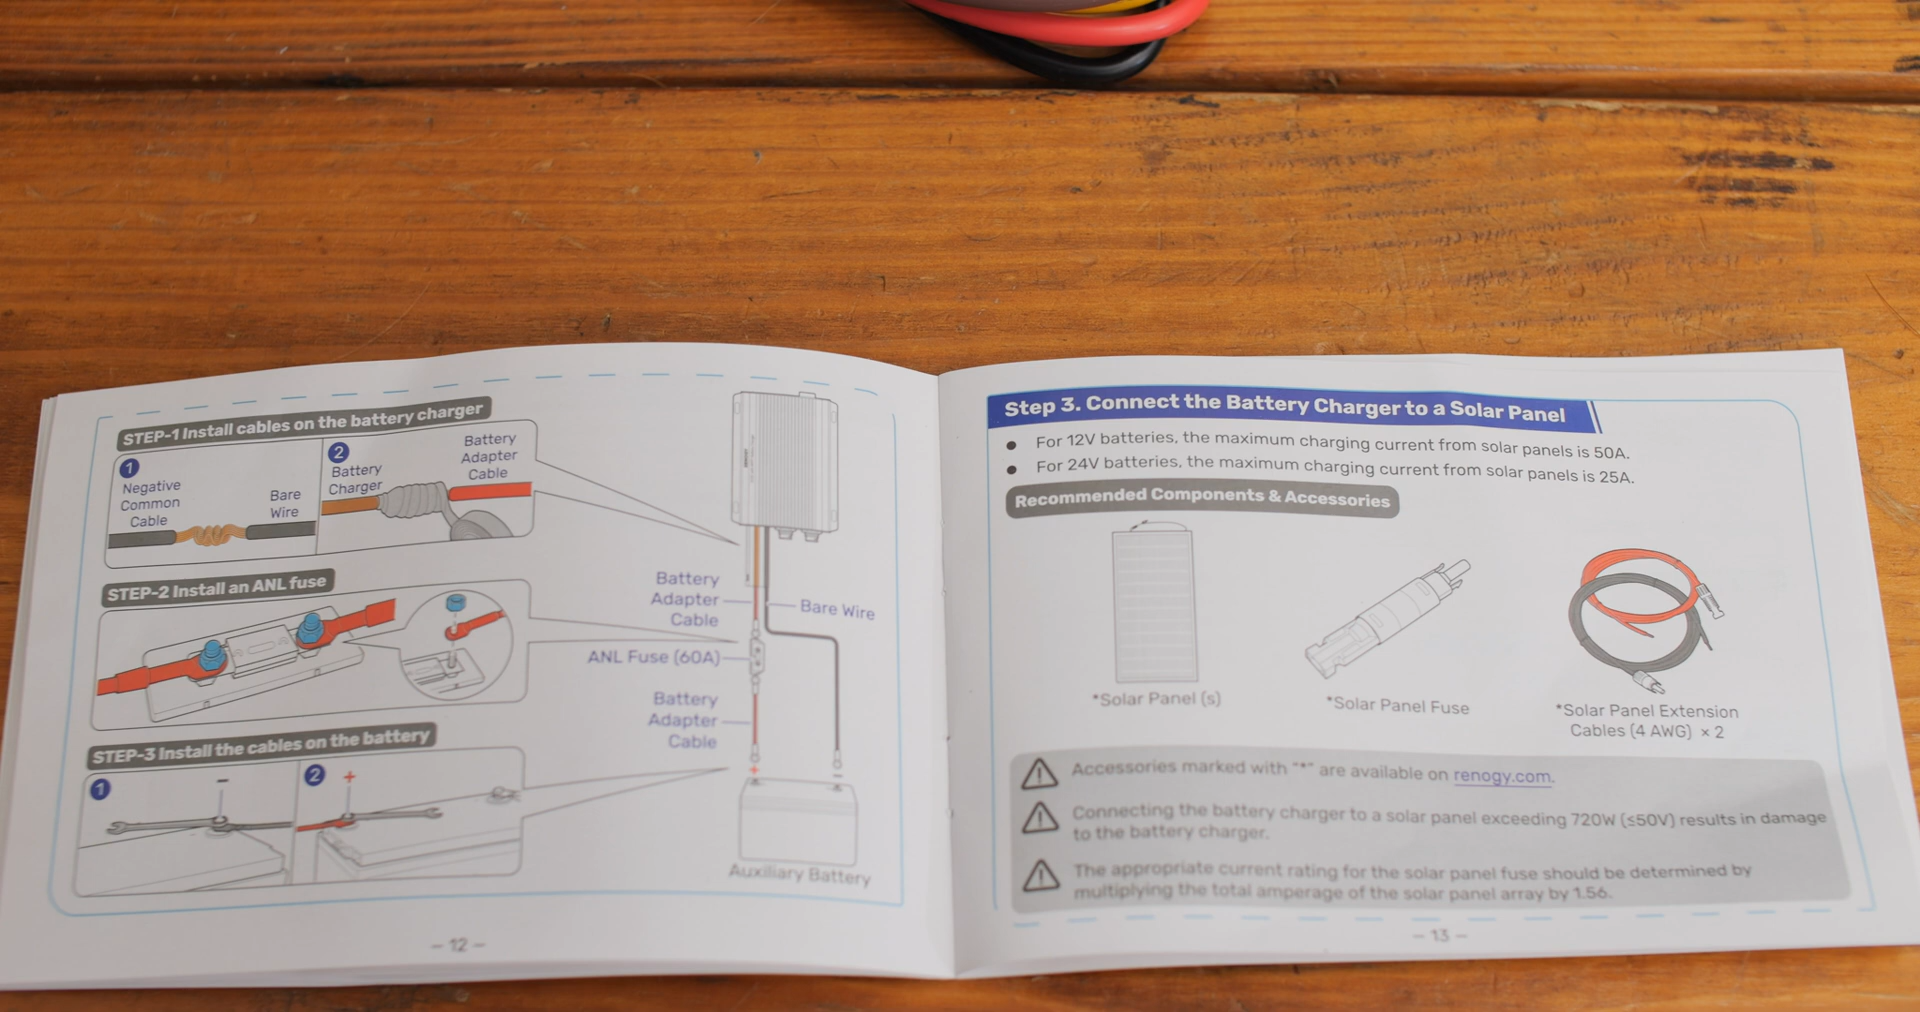 STEP-1 Install cables on the battery charger
1
Negative
Common
Cable
Bare
Wire
2
Battery
Charger
Battery
Adapter
Cable
STEP-2 Install an ANL fuse
STEP-3 Install the cables on the battery
1
−
2
+
Battery
Adapter
Cable
Bare Wire
ANL Fuse (60A)
Battery
Adapter
Cable
+
−
Auxiliary Battery
– 12 –
Step 3. Connect the Battery Charger to a Solar Panel
● For 12V batteries, the maximum charging current from solar panels is 50A.
● For 24V batteries, the maximum charging current from solar panels is 25A.
Recommended Components & Accessories
*Solar Panel (s)
*Solar Panel Fuse
*Solar Panel Extension
Cables (4 AWG) × 2
Accessories marked with "*" are available on renogy.com.
Connecting the battery charger to a solar panel exceeding 720W (≤50V) results in damage
to the battery charger.
The appropriate current rating for the solar panel fuse should be determined by
multiplying the total amperage of the solar panel array by 1.56.
– 13 –